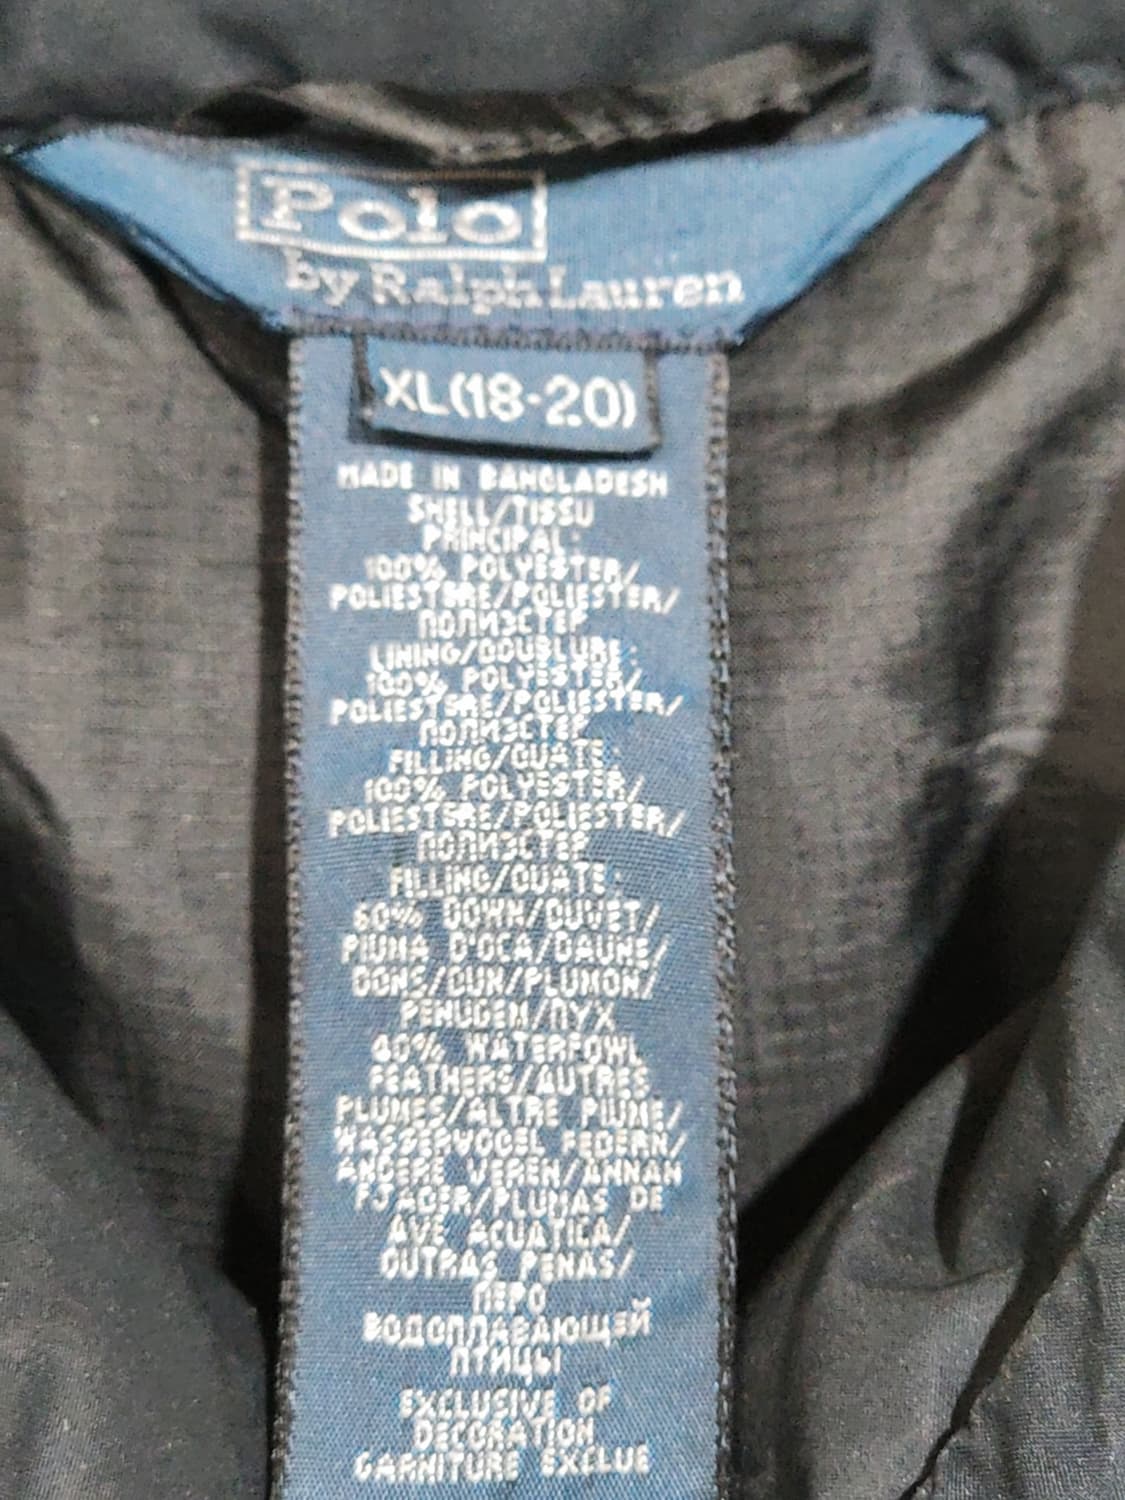 Polo
by Ralph Lauren
XL(18-20)
MADE IN BANGLADESH
SHELL/TISSU
PRINCIPAL:
100% POLYESTER/
POLIESTERE/POLIESTER/
ПОЛИЭСТЕР
LINING/DOUBLURE:
100% POLYESTER/
POLIESTERE/POLIESTER/
ПОЛИЭСТЕР
FILLING/OUATE:
100% POLYESTER/
POLIESTERE/POLIESTER/
ПОЛИЭСТЕР
FILLING/OUATE:
60% DOWN/DUVET/
PIUMA D'OCA/DAUNE/
DONS/DUN/PLUMON/
PENUGEM/ПУХ
40% WATERFOWL
FEATHERS/AUTRES
PLUMES/ALTRE PIUME/
WASSERVOGEL FEDERN/
ANDERE VEREN/ANNAN
FJADER/PLUMAS DE
AVE ACUATICA/
OUTRAS PENAS/
ПЕРО
ВОДОПЛАВАЮЩЕЙ
ПТИЦЫ
EXCLUSIVE OF
DECORATION
GARNITURE EXCLUE